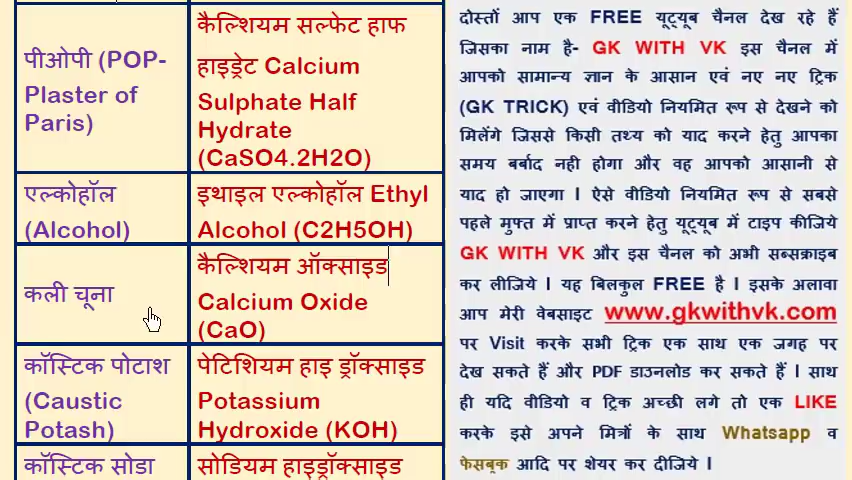 पीओपी (POP-
Plaster of
Paris)
कैल्शियम सल्फेट हाफ
हाइड्रेट Calcium
Sulphate Half
Hydrate
(CaSO4.2H2O)
एल्कोहॉल
(Alcohol)
इथाइल एल्कोहॉल Ethyl
Alcohol (C2H5OH)
कली चूना
कैल्शियम ऑक्साइड
Calcium Oxide
(CaO)
कॉस्टिक पोटाश
(Caustic
Potash)
पेटिशियम हाइ ड्रॉक्साइड
Potassium
Hydroxide (KOH)
कॉस्टिक सोडा
सोडियम हाइड्रॉक्साइड
दोस्तों आप एक FREE यूट्यूब चैनल देख रहे हैं
जिसका नाम है- GK WITH VK इस चैनल में
आपको सामान्य ज्ञान के आसान एवं नए नए ट्रिक
(GK TRICK) एवं वीडियो नियमित रूप से देखने को
मिलेंगे जिससे किसी तथ्य को याद करने हेतु आपका
समय बर्बाद नही होगा और वह आपको आसानी से
याद हो जाएगा । ऐसे वीडियो नियमित रूप से सबसे
पहले मुफ्त में प्राप्त करने हेतु यूट्यूब में टाइप कीजिये
GK WITH VK और इस चैनल को अभी सब्सक्राइब
कर लीजिये । यह बिलकुल FREE है । इसके अलावा
आप मेरी वेबसाइट www.gkwithvk.com
पर Visit करके सभी ट्रिक एक साथ एक जगह पर
देख सकते हैं और PDF डाउनलोड कर सकते हैं । साथ
ही यदि वीडियो व ट्रिक अच्छी लगे तो एक LIKE
करके इसे अपने मित्रों के साथ Whatsapp व
फेसबुक आदि पर शेयर कर दीजिये ।